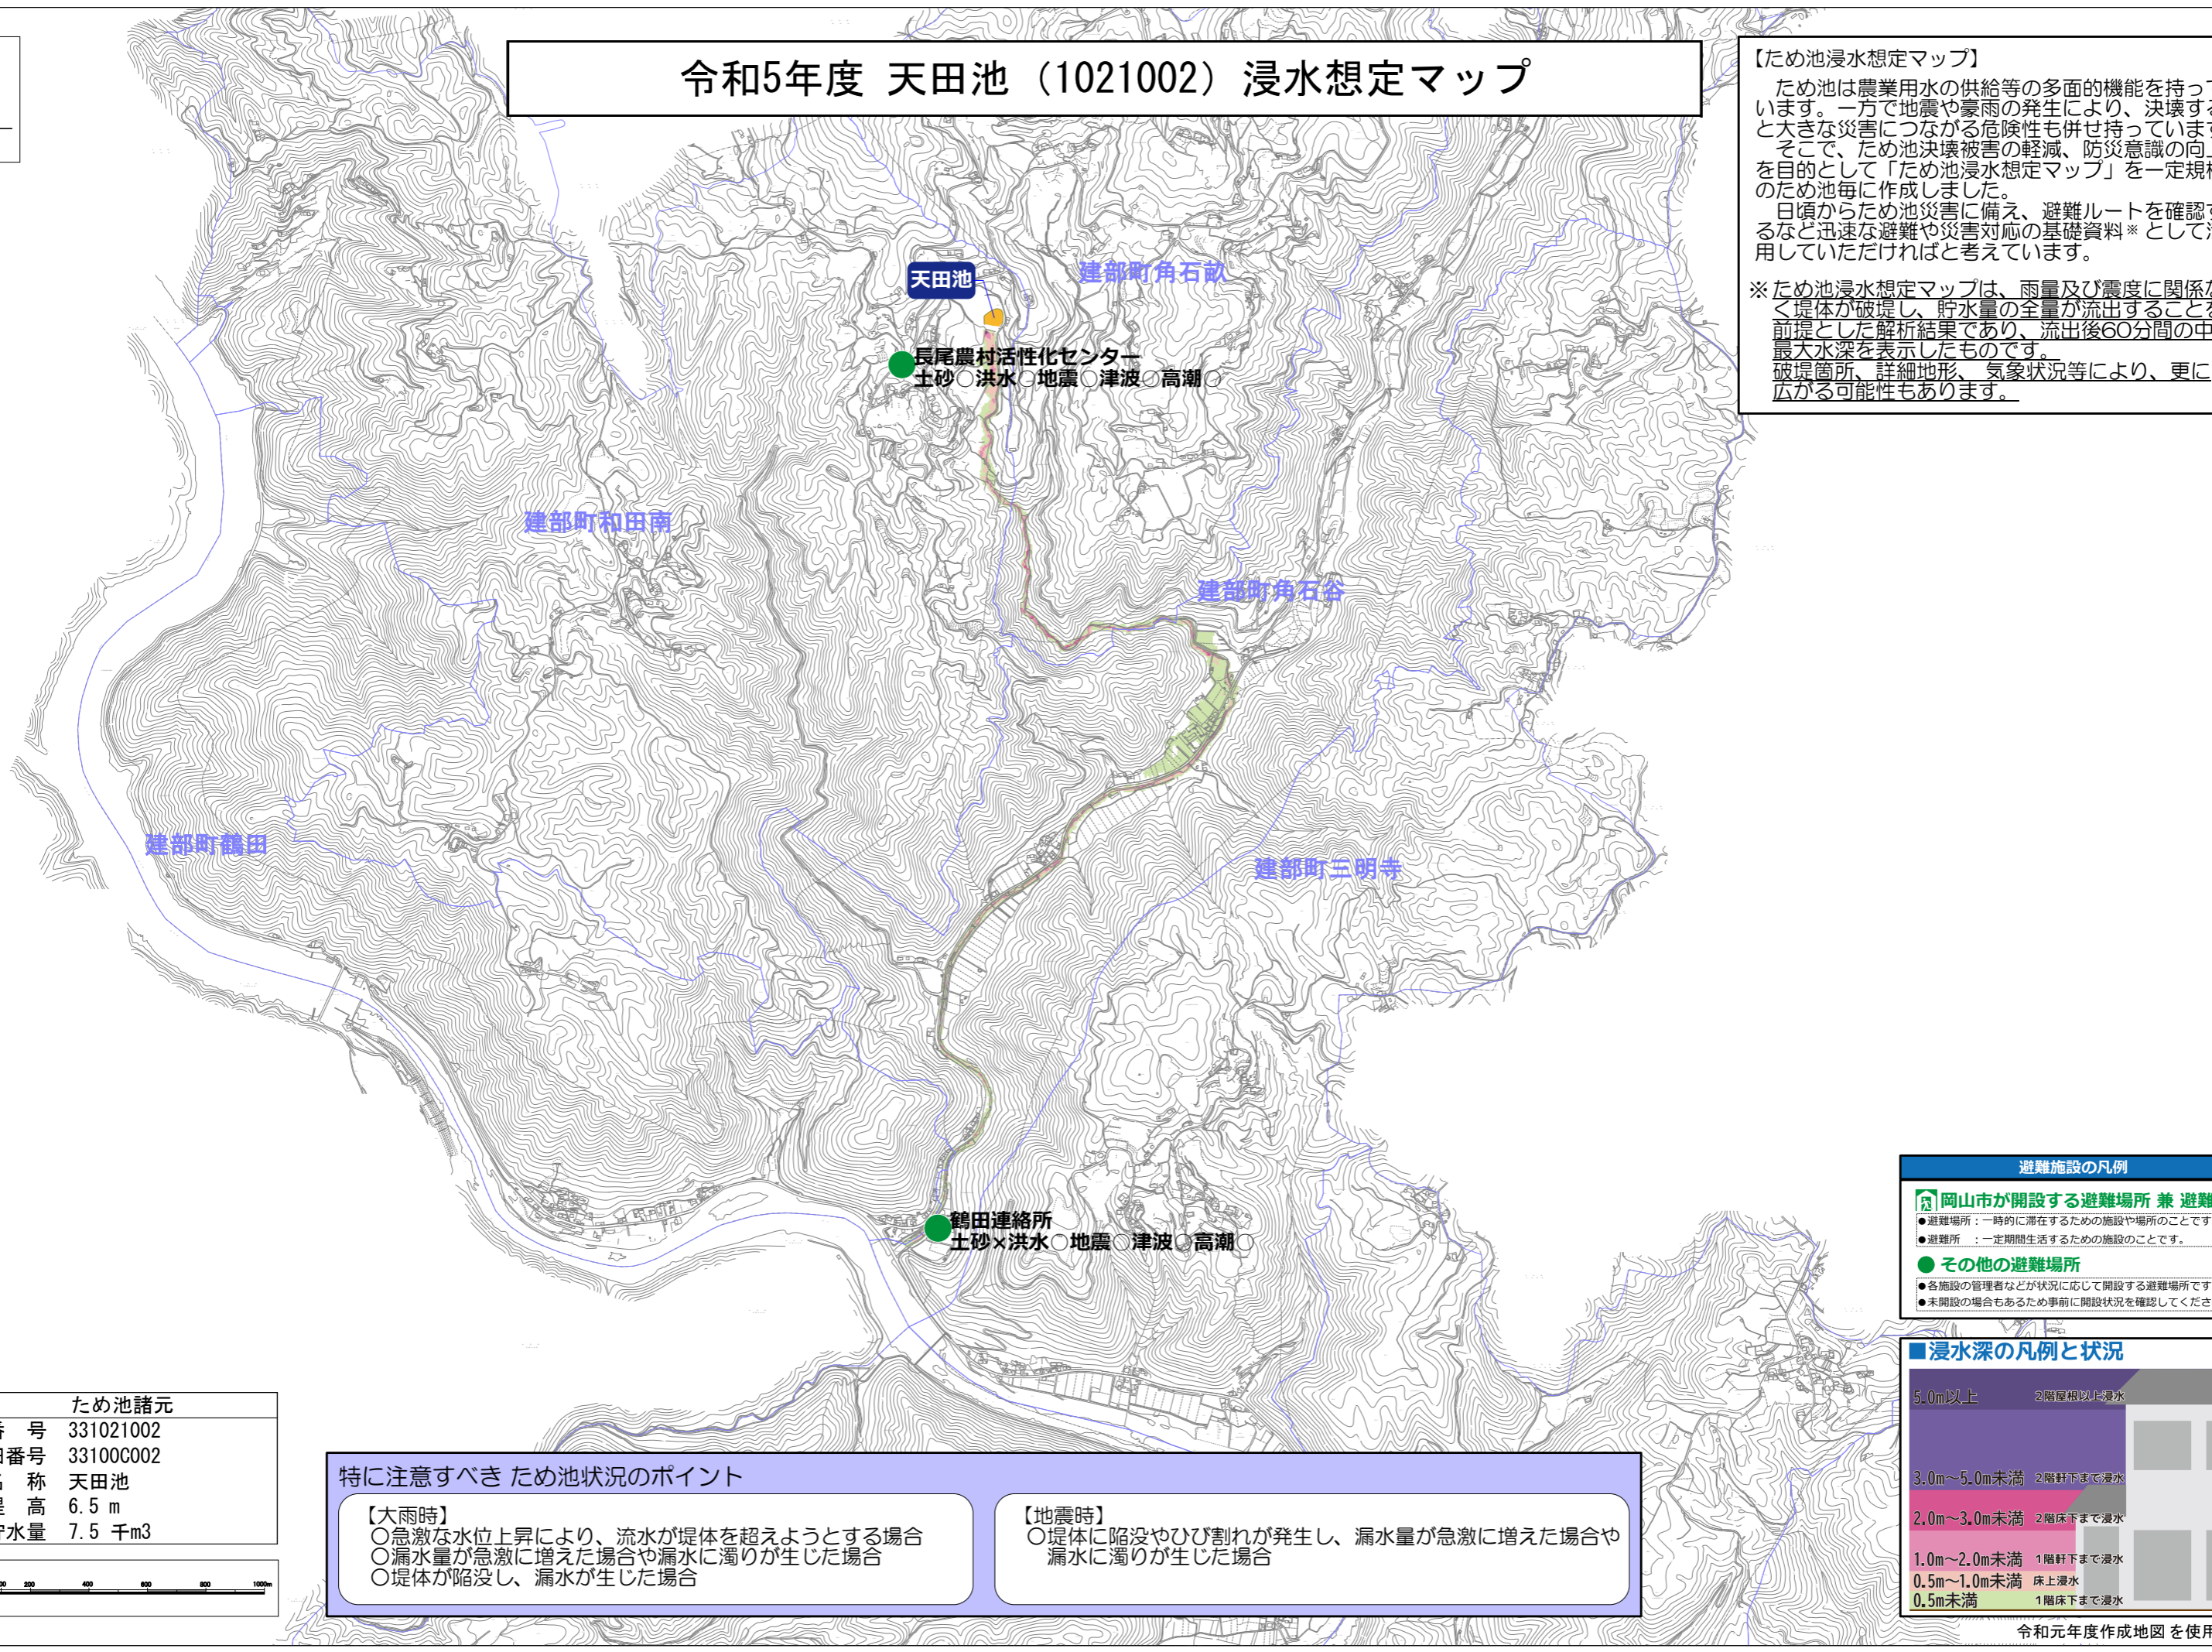 令和5年度 天田池（1021002）浸水想定マップ
【ため池浸水想定マップ】
ため池は農業用水の供給等の多面的機能を持っ
います。一方で地震や豪雨の発生により、決壊す
と大きな災害につながる危険性も併せ持っていま
そこで、ため池決壊被害の軽減、防災意識の向
を目的として「ため池浸水想定マップ」を一定規
のため池毎に作成しました。
日頃からため池災害に備え、避難ルートを確認
るなど迅速な避難や災害対応の基礎資料※として
用していただければと考えています。
※ため池浸水想定マップは、雨量及び震度に関係
く堤体が破堤し、貯水量の全量が流出すること
前提とした解析結果であり、流出後60分間の中
最大水深を表示したものです。
破堤箇所、詳細地形、気象状況等により、更に
広がる可能性もあります。
天田池
建部町角石畝
長尾農村活性化センター
土砂○洪水○地震○津波○高潮○
建部町和田南
建部町角石谷
建部町鶴田
建部町三明寺
鶴田連絡所
土砂×洪水○地震○津波○高潮○
避難施設の凡例
岡山市が開設する避難場所 兼 避難
●避難場所：一時的に滞在するための施設や場所のことです
●避難所　：一定期間生活するための施設のことです。
● その他の避難場所
●各施設の管理者などが状況に応じて開設する避難場所です
●未開設の場合もあるため事前に開設状況を確認してくださ
■浸水深の凡例と状況
5.0m以上 2階屋根以上浸水
3.0m～5.0m未満 2階軒下まで浸水
2.0m～3.0m未満 2階床下まで浸水
1.0m～2.0m未満 1階軒下まで浸水
0.5m～1.0m未満 床上浸水
0.5m未満 1階床下まで浸水
ため池諸元
号 331021002
番号 33100C002
称 天田池
高 6.5 m
水量 7.5 千m3
200 400 600 800 1000m
特に注意すべき ため池状況のポイント
【大雨時】
○急激な水位上昇により、流水が堤体を超えようとする場合
○漏水量が急激に増えた場合や漏水に濁りが生じた場合
○堤体が陥没し、漏水が生じた場合
【地震時】
○堤体に陥没やひび割れが発生し、漏水量が急激に増えた場合や
漏水に濁りが生じた場合
令和元年度作成地図を使用